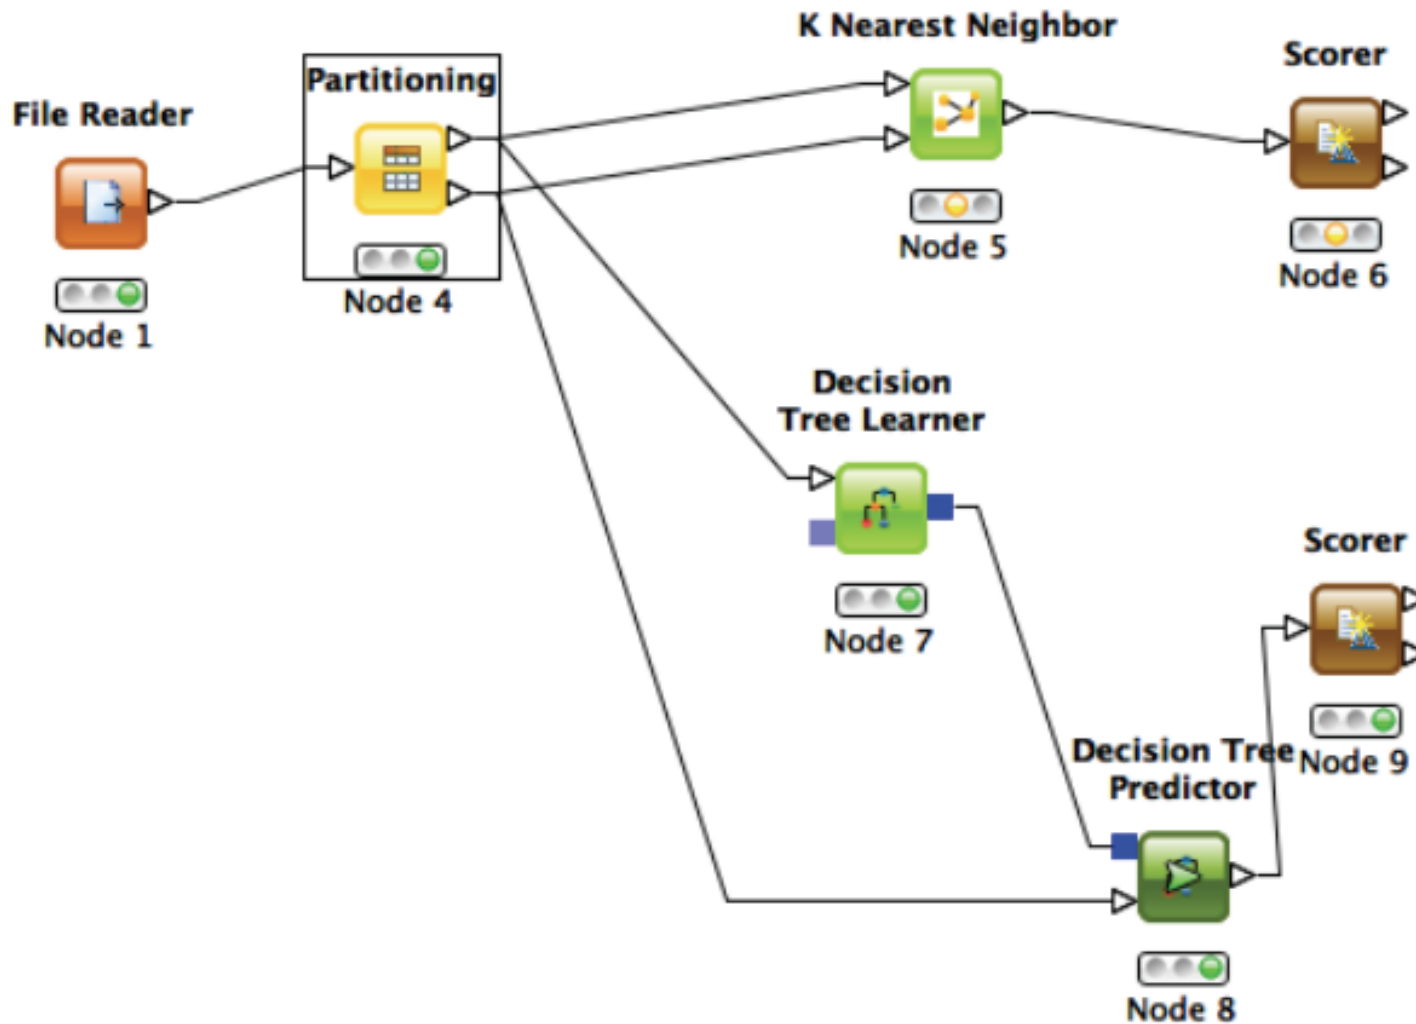 K Nearest Neighbor
Scorer
Partitioning
File Reader
Node 5
Node 6
Node 4
Node 1
Decision
Tree Learner
Scorer
Node 7
Decision Tree
Predictor
Node 9
Node 8